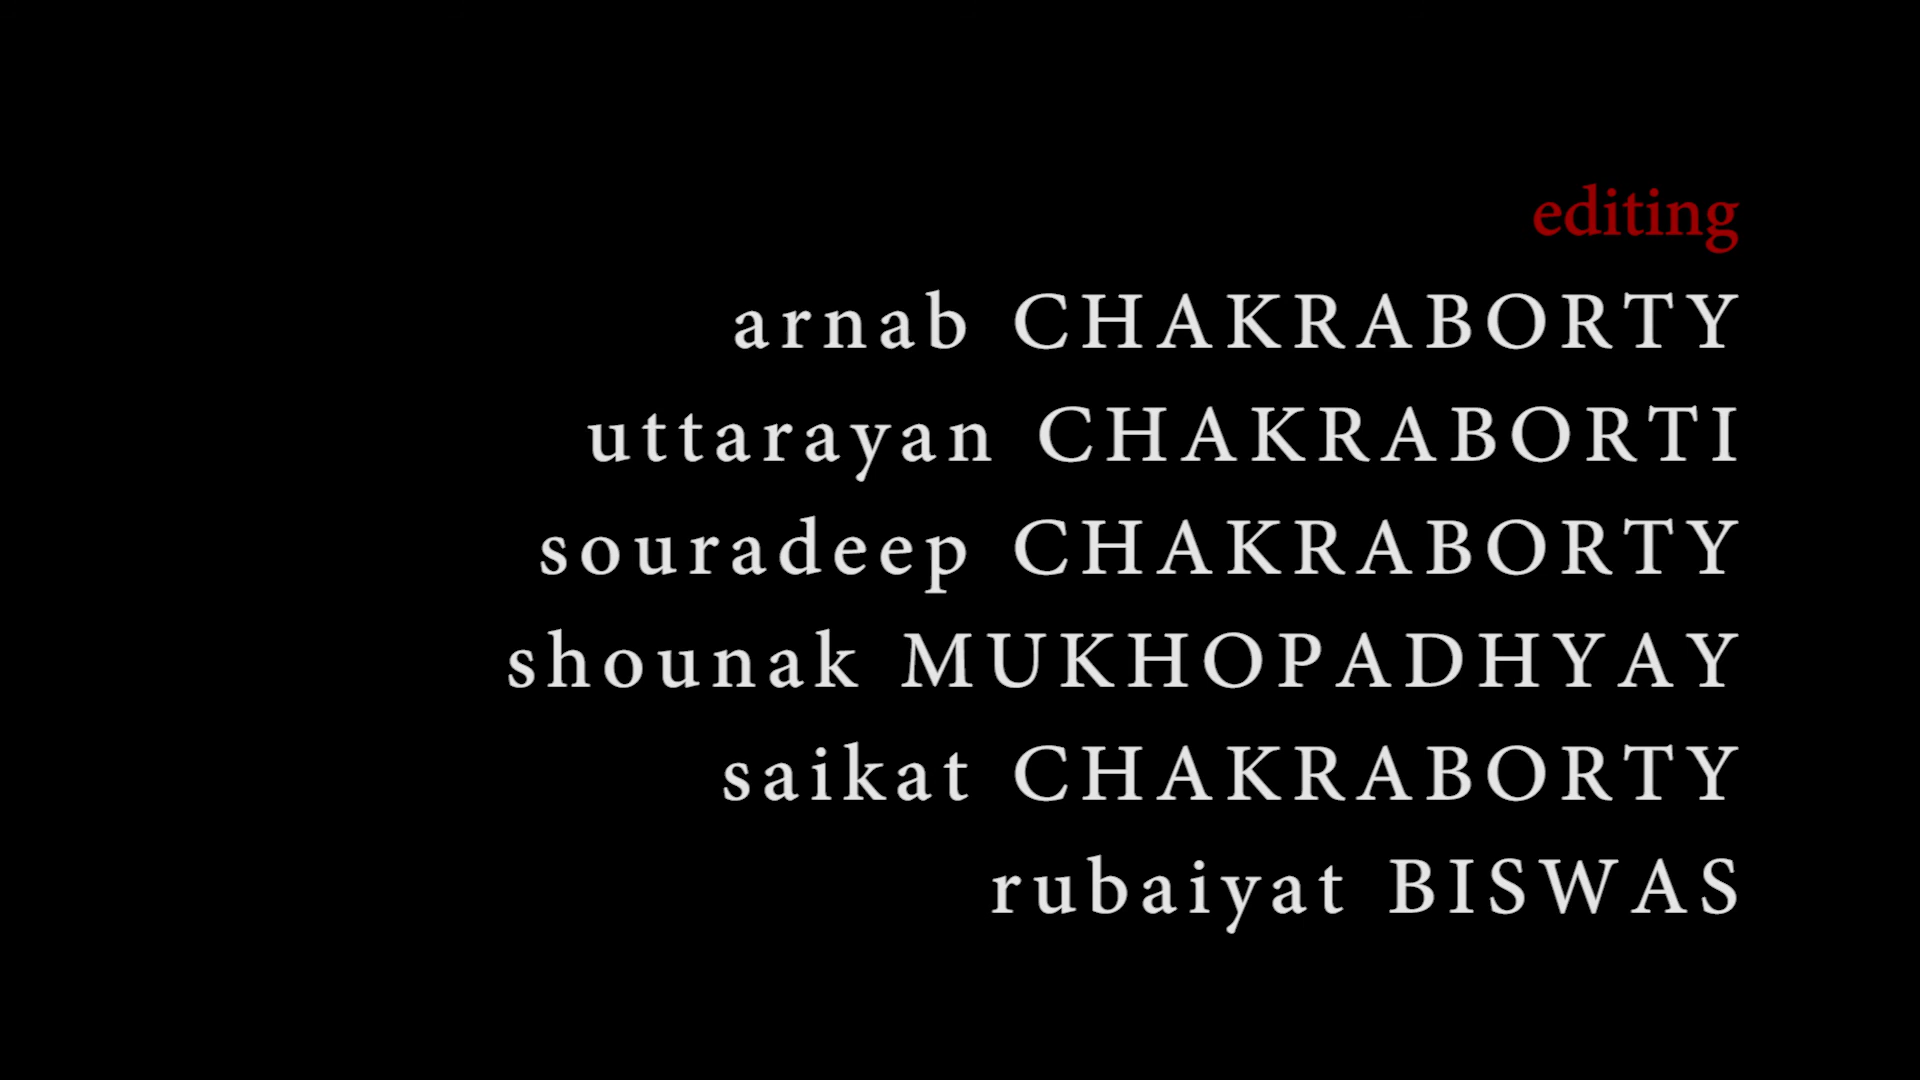 editing
arnab CHAKRABORTY
uttarayan CHAKRABORTI
souradeep CHAKRABORTY
shounak MUKHOPADHYAY
saikat CHAKRABORTY
rubaiyat BISWAS